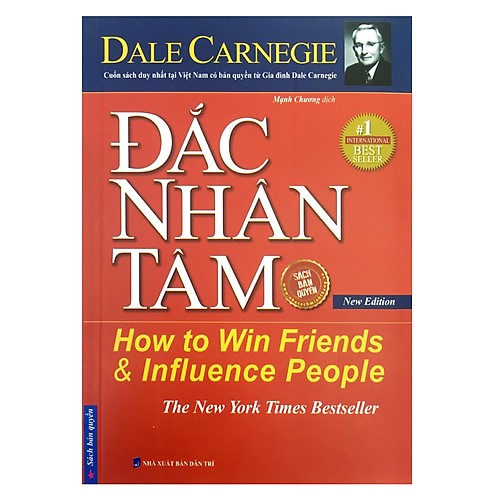 DALE CARNEGIE
Cuốn sách duy nhất tại Việt Nam có bản quyền từ Gia đình Dale Carnegie
Mạnh Chương dịch
#1
INTERNATIONAL
BEST
SELLER
ĐẮC
NHÂN
TÂM
SÁCH BẢN QUYỀN
New Edition
How to Win Friends
& Influence People
The New York Times Bestseller
Sách bản quyền
NHÀ XUẤT BẢN DÂN TRÍ